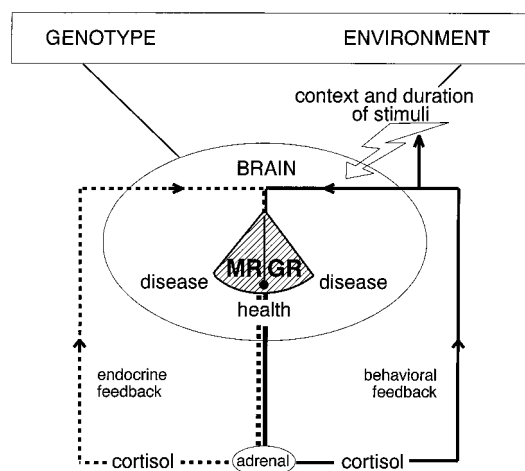 GENOTYPE ENVIRONMENT
context and duration
of stimuli
BRAIN
MR GR
disease disease
health
endocrine
feedback
behavioral
feedback
cortisol adrenal cortisol